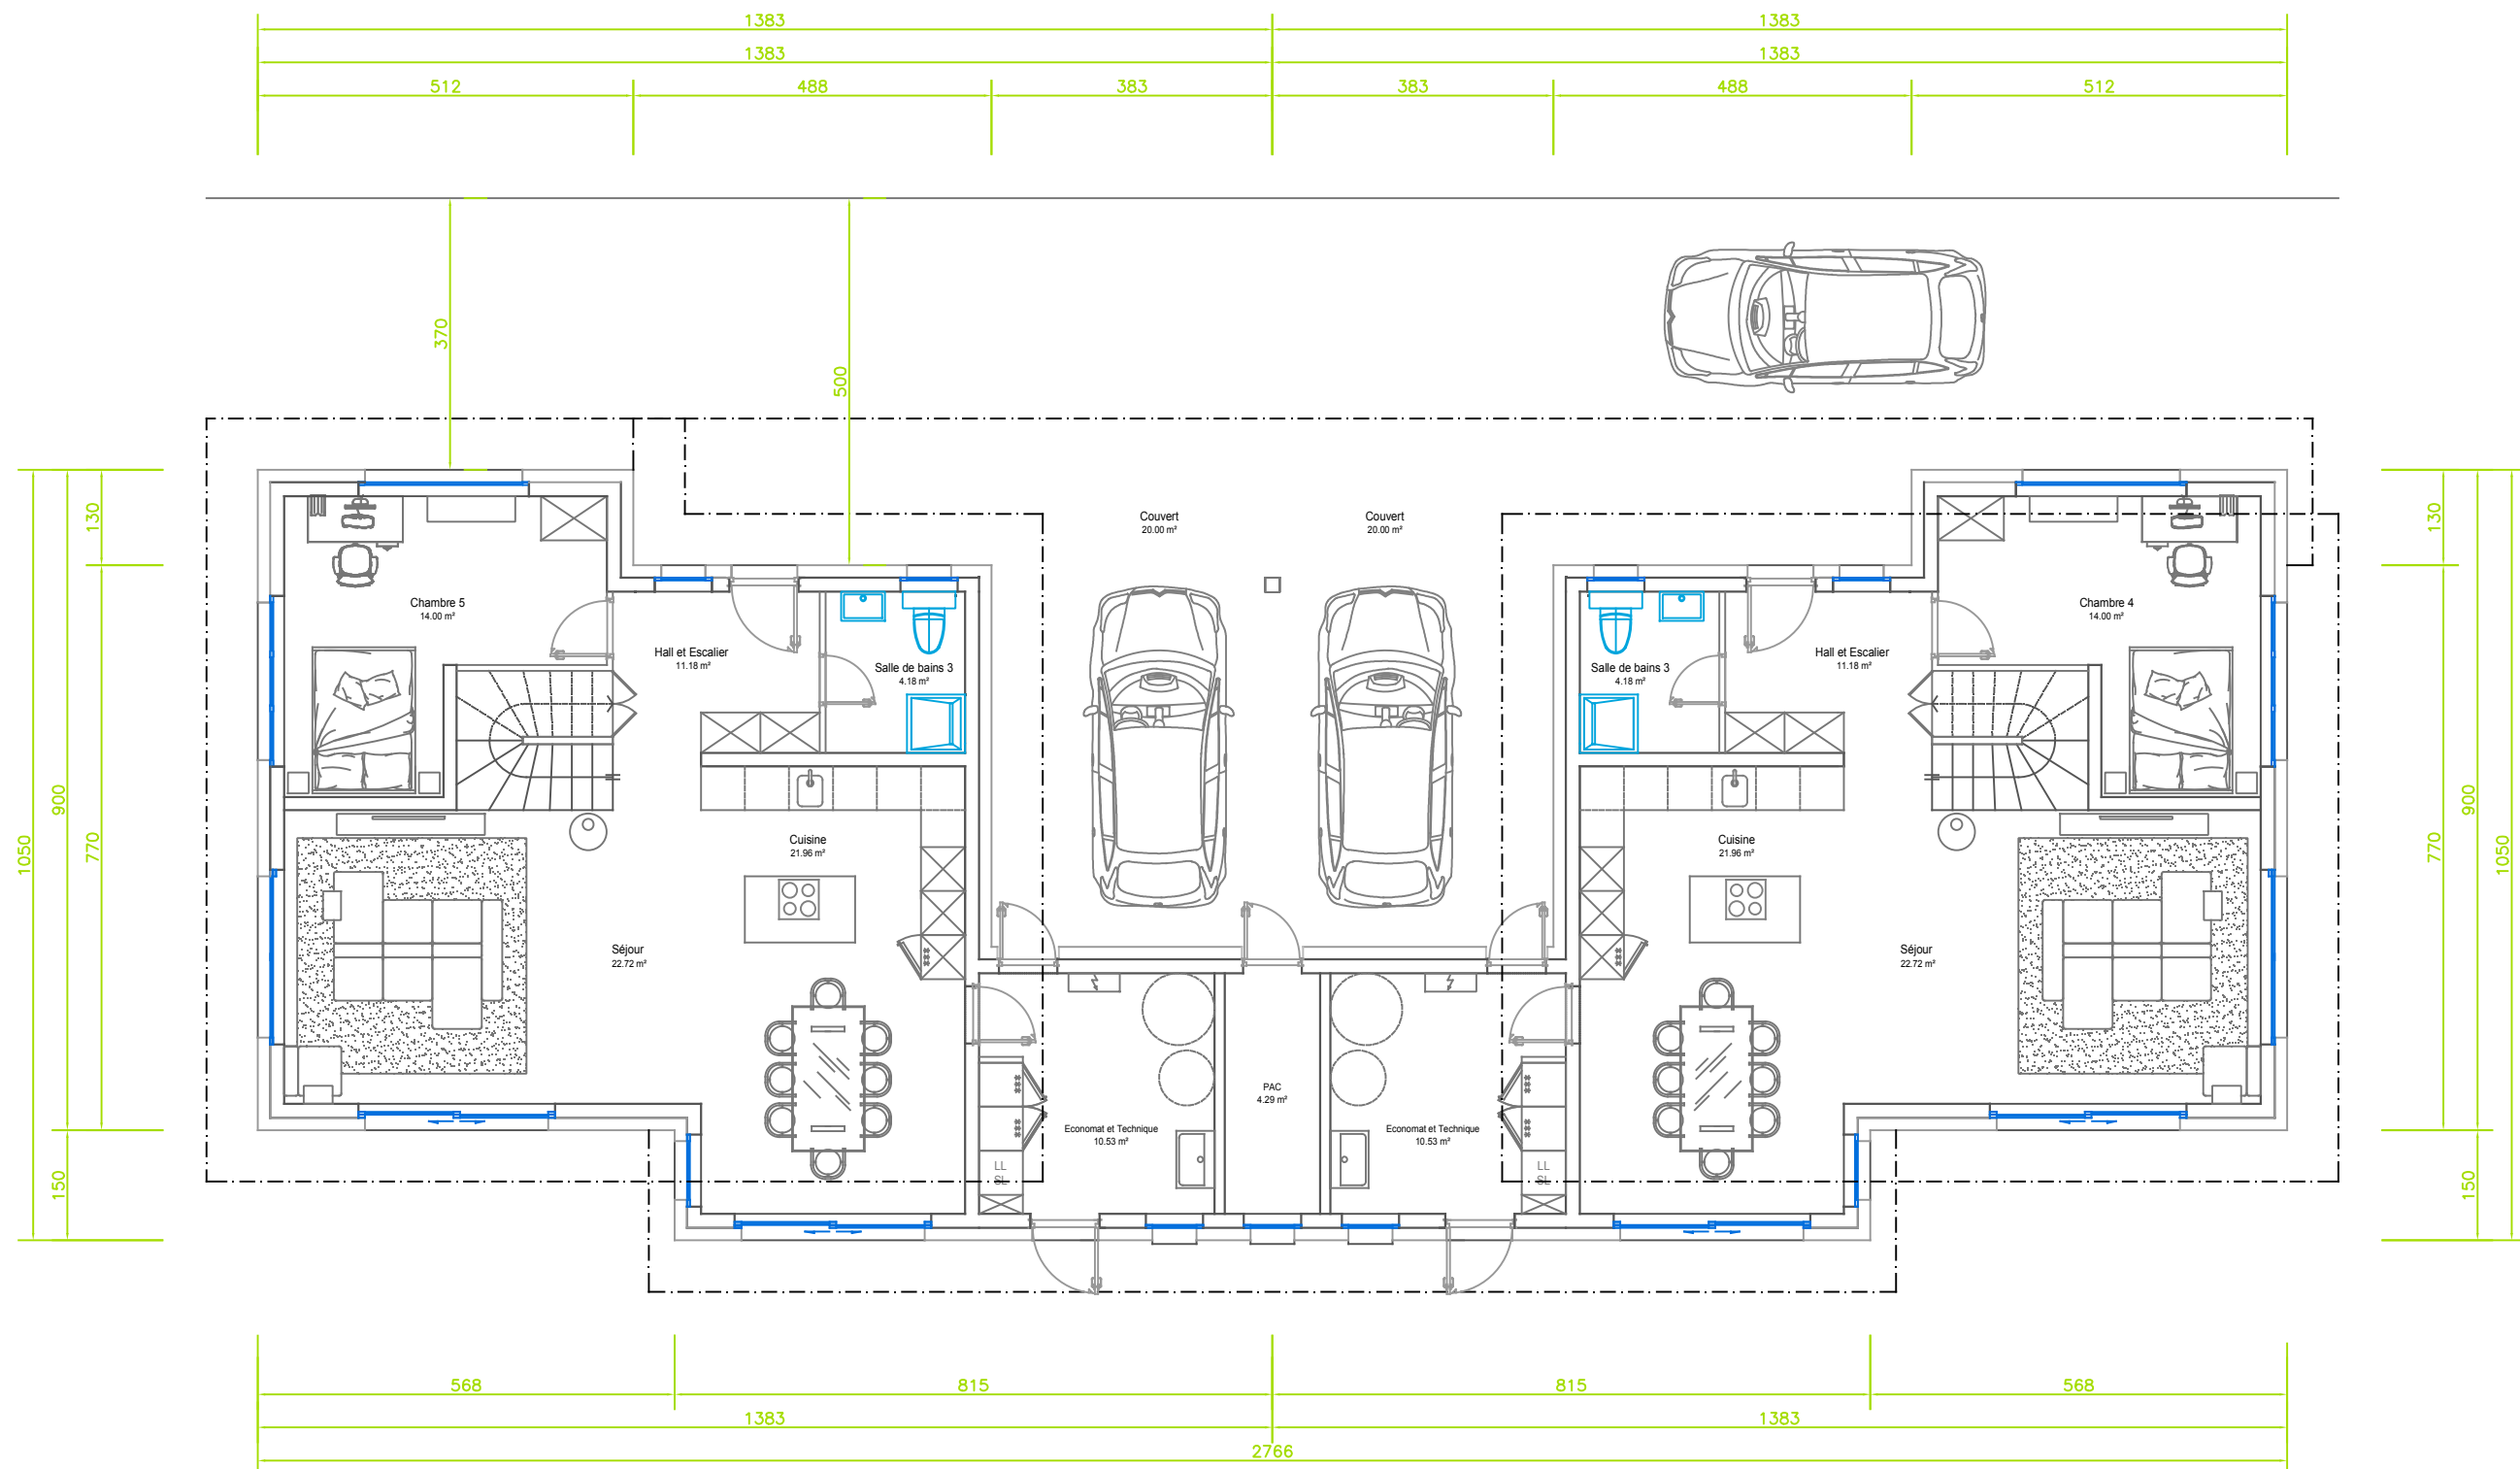 1383 1383
1383 1383
512 488 383 383 488 512
370
500
130
130
Couvert
20.00 m²
Couvert
20.00 m²
Chambre 5
14.00 m²
Chambre 4
14.00 m²
Hall et Escalier
11.18 m²
Salle de bains 3
4.18 m²
Salle de bains 3
4.18 m²
Hall et Escalier
11.18 m²
1050
900
770
770
900
1050
Cuisine
21.96 m²
Cuisine
21.96 m²
Séjour
22.72 m²
Séjour
22.72 m²
PAC
4.29 m²
Economat et Technique
10.53 m²
Economat et Technique
10.53 m²
LL
SL
LL
SL
150
150
568 815 815 568
1383 1383
2766